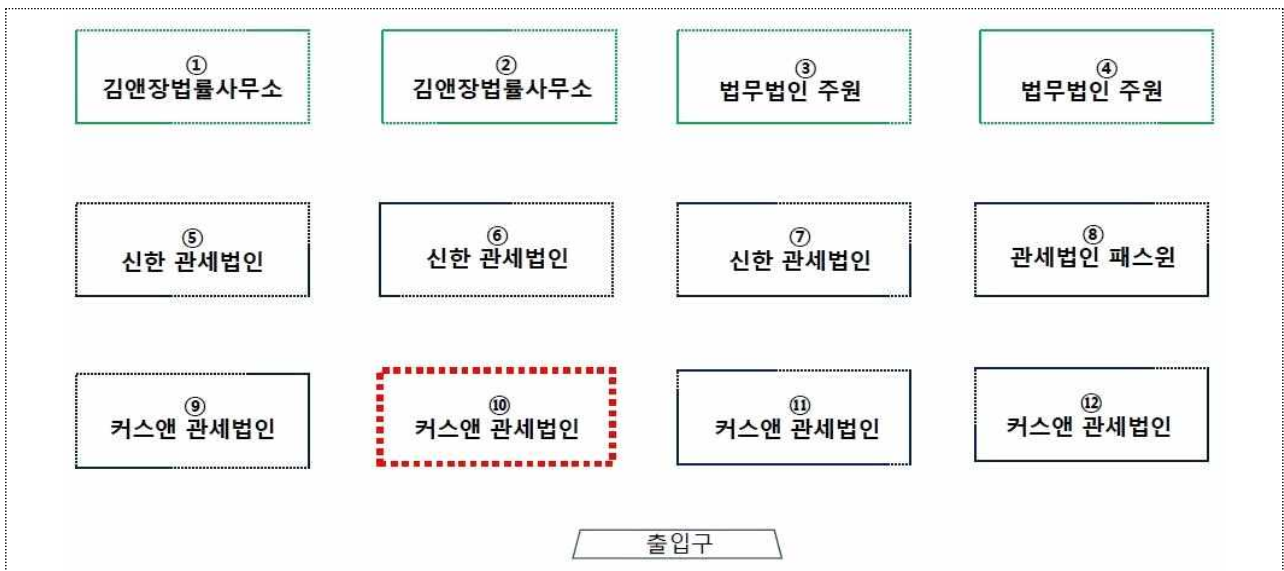 ①
김앤장법률사무소
②
김앤장법률사무소
③
법무법인 주원
④
법무법인 주원
⑤
신한 관세법인
⑥
신한 관세법인
⑦
신한 관세법인
⑧
관세법인 패스윈
⑨
커스앤 관세법인
⑩
커스앤 관세법인
⑪
커스앤 관세법인
⑫
커스앤 관세법인
출입구